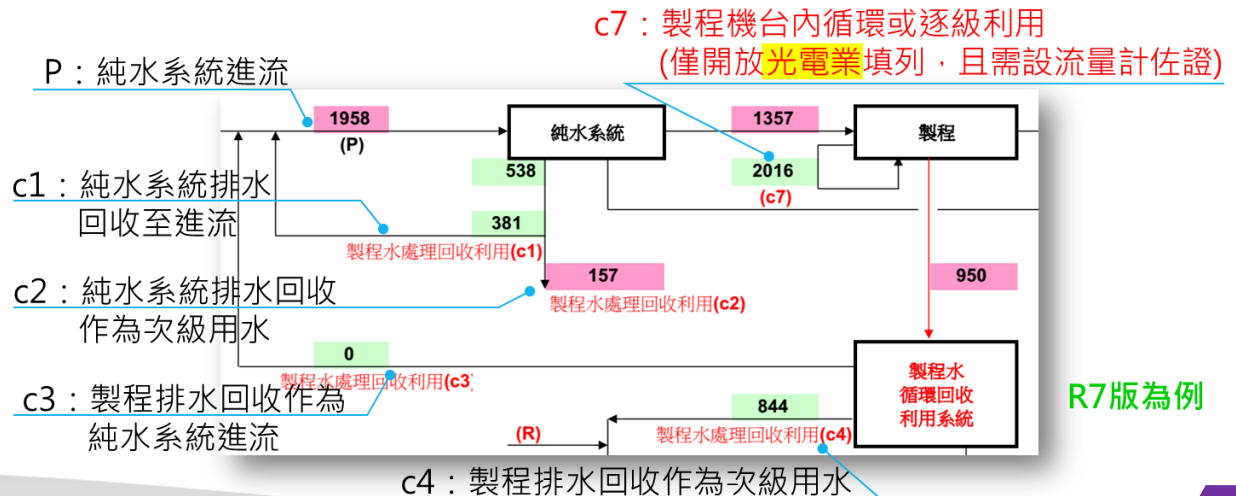 c7：製程機台內循環或逐級利用
(僅開放光電業填列，且需設流量計佐證)
P：純水系統進流
1958
(P)
純水系統
1357
製程
538
2016
(c7)
c1：純水系統排水
回收至進流
381
製程水處理回收利用(c1)
157
製程水處理回收利用(c2)
950
c2：純水系統排水回收
作為次級用水
0
製程水處理回收利用(c3)
c3：製程排水回收作為
純水系統進流
製程水
循環回收
利用系統
R7版為例
844
製程水處理回收利用(c4)
(R)
c4：製程排水回收作為次級用水